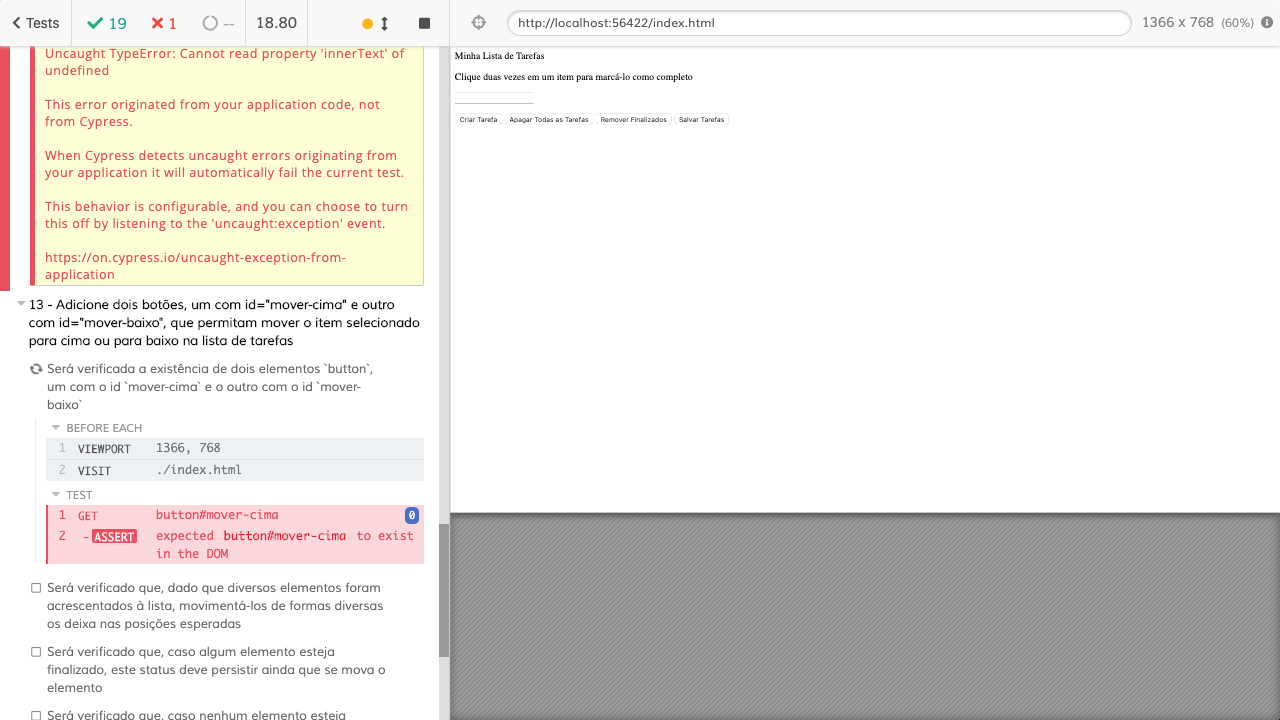 Tests
19
1
--
18.80
http://localhost:56422/index.html
1366 x 768 (60%)
Uncaught TypeError: Cannot read property 'innerText' of
undefined
This error originated from your application code, not
from Cypress.
When Cypress detects uncaught errors originating from
your application it will automatically fail the current test.
This behavior is configurable, and you can choose to turn
this off by listening to the 'uncaught:exception' event.
https://on.cypress.io/uncaught-exception-from-
application
13 - Adicione dois botões, um com id="mover-cima" e outro
com id="mover-baixo", que permitam mover o item selecionado
para cima ou para baixo na lista de tarefas
Será verificada a existência de dois elementos `button`,
um com o id `mover-cima` e o outro com o id `mover-
baixo`
BEFORE EACH
1 VIEWPORT 1366, 768
2 VISIT ./index.html
TEST
1 GET button#mover-cima 0
2 -ASSERT expected button#mover-cima to exist
in the DOM
Será verificado que, dado que diversos elementos foram
acrescentados à lista, movimentá-los de formas diversas
os deixa nas posições esperadas
Será verificado que, caso algum elemento esteja
finalizado, este status deve persistir ainda que se mova o
elemento
Será verificado que, caso nenhum elemento esteja
Minha Lista de Tarefas
Clique duas vezes em um item para marcá-lo como completo
Criar Tarefa Apagar Todas as Tarefas Remover Finalizados Salvar Tarefas